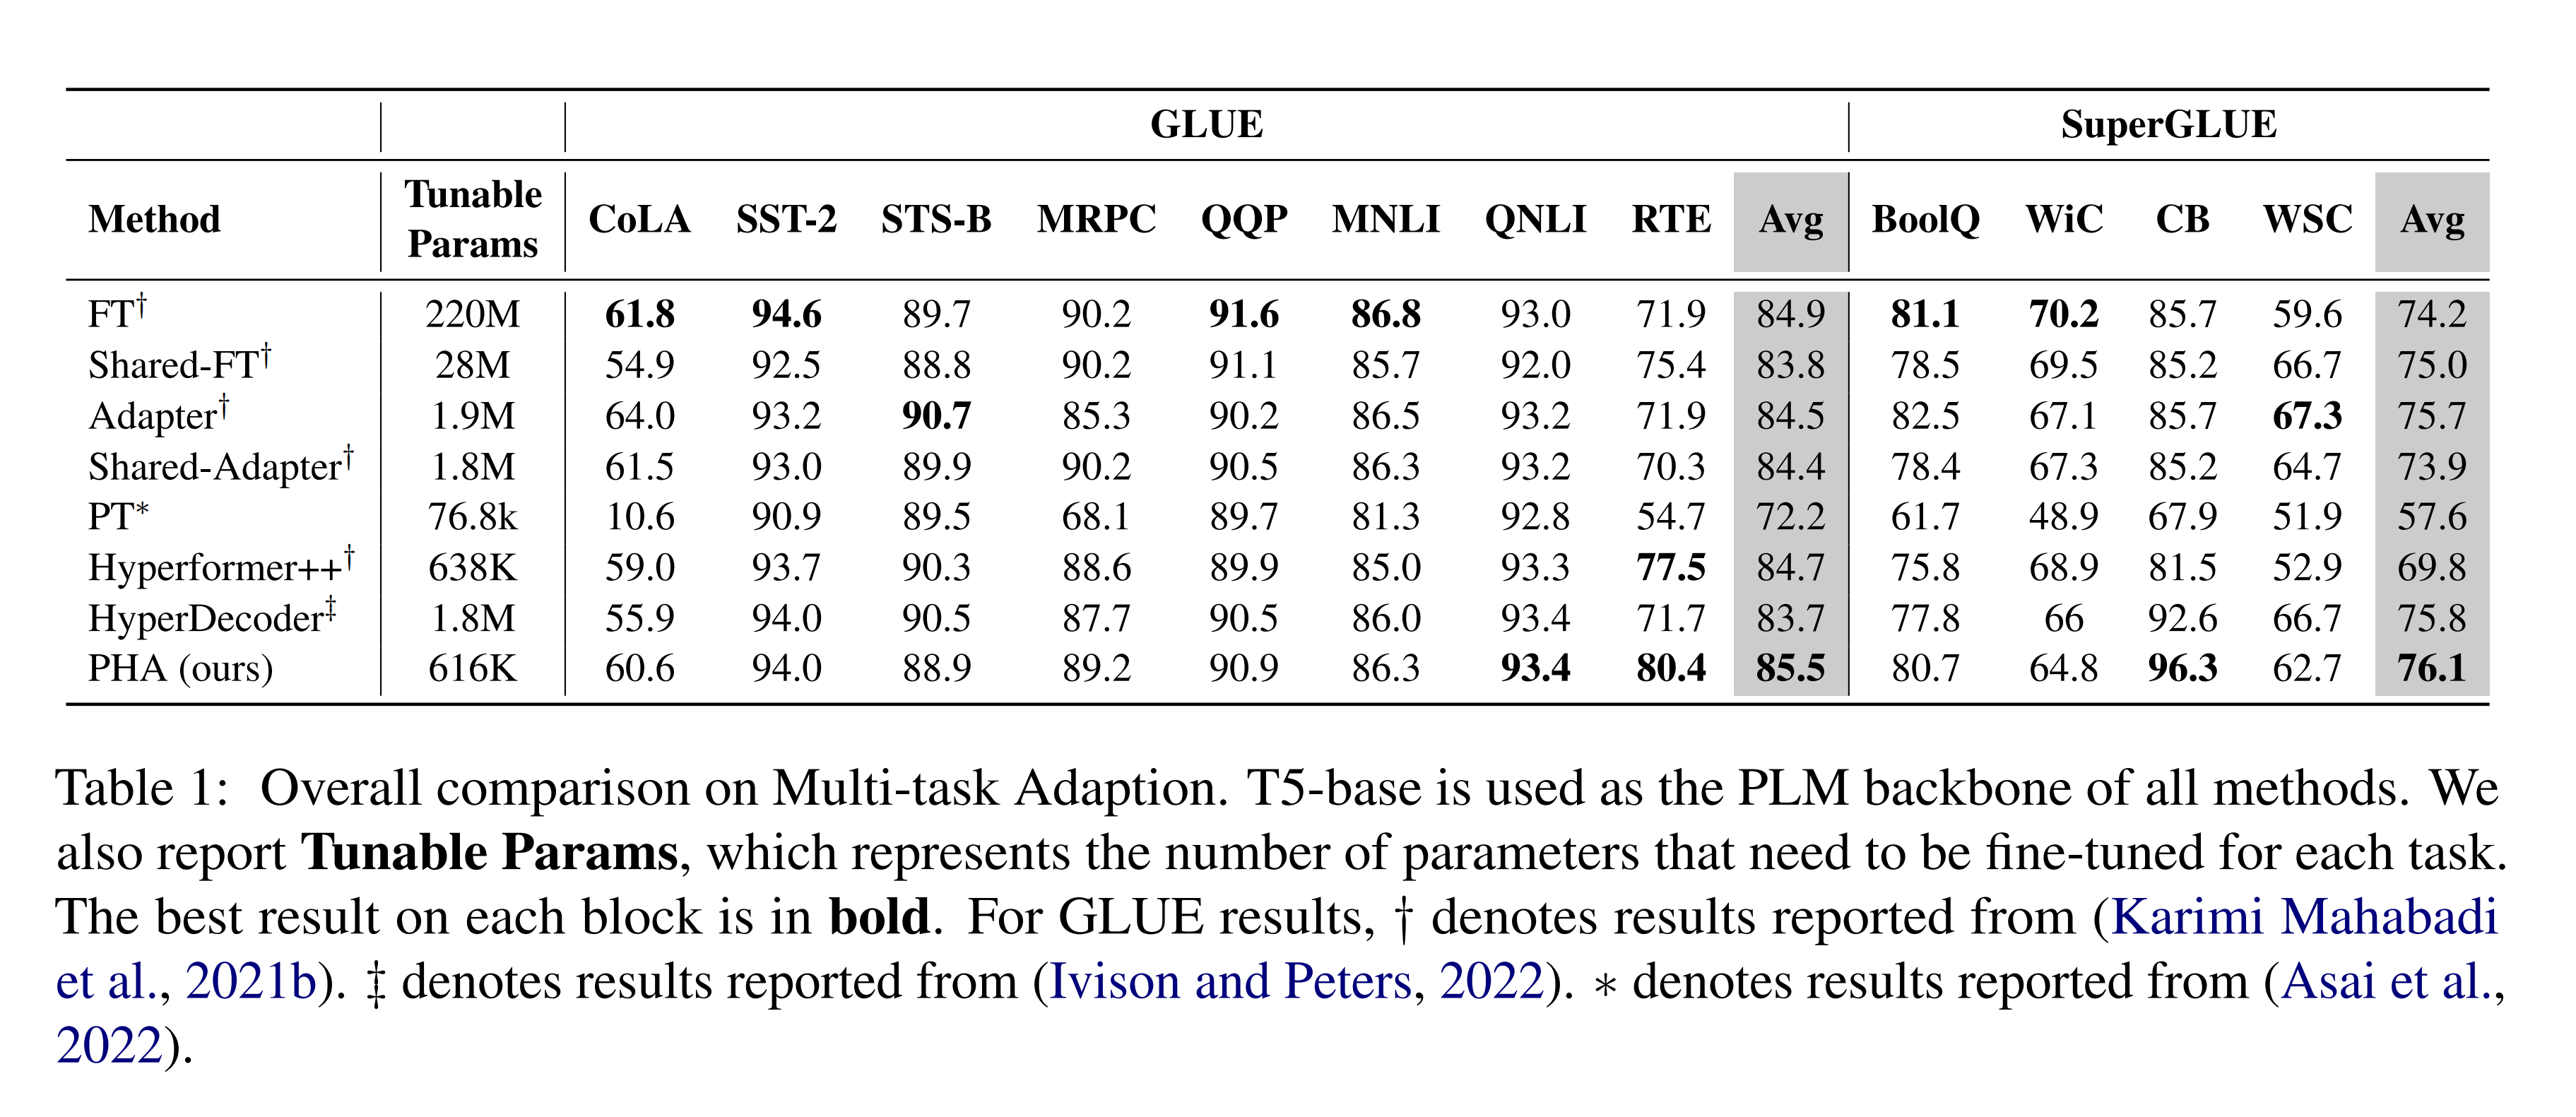 GLUE SuperGLUE
Method Tunable Params CoLA SST-2 STS-B MRPC QQP MNLI QNLI RTE Avg BoolQ WiC CB WSC Avg
FT† 220M 61.8 94.6 89.7 90.2 91.6 86.8 93.0 71.9 84.9 81.1 70.2 85.7 59.6 74.2
Shared-FT† 28M 54.9 92.5 88.8 90.2 91.1 85.7 92.0 75.4 83.8 78.5 69.5 85.2 66.7 75.0
Adapter† 1.9M 64.0 93.2 90.7 85.3 90.2 86.5 93.2 71.9 84.5 82.5 67.1 85.7 67.3 75.7
Shared-Adapter† 1.8M 61.5 93.0 89.9 90.2 90.5 86.3 93.2 70.3 84.4 78.4 67.3 85.2 64.7 73.9
PT* 76.8k 10.6 90.9 89.5 68.1 89.7 81.3 92.8 54.7 72.2 61.7 48.9 67.9 51.9 57.6
Hyperformer++† 638K 59.0 93.7 90.3 88.6 89.9 85.0 93.3 77.5 84.7 75.8 68.9 81.5 52.9 69.8
HyperDecoder‡ 1.8M 55.9 94.0 90.5 87.7 90.5 86.0 93.4 71.7 83.7 77.8 66 92.6 66.7 75.8
PHA (ours) 616K 60.6 94.0 88.9 89.2 90.9 86.3 93.4 80.4 85.5 80.7 64.8 96.3 62.7 76.1
Table 1: Overall comparison on Multi-task Adaption. T5-base is used as the PLM backbone of all methods. We
also report Tunable Params, which represents the number of parameters that need to be fine-tuned for each task.
The best result on each block is in bold. For GLUE results, † denotes results reported from (Karimi Mahabadi
et al., 2021b). ‡ denotes results reported from (Ivison and Peters, 2022). * denotes results reported from (Asai et al.,
2022).